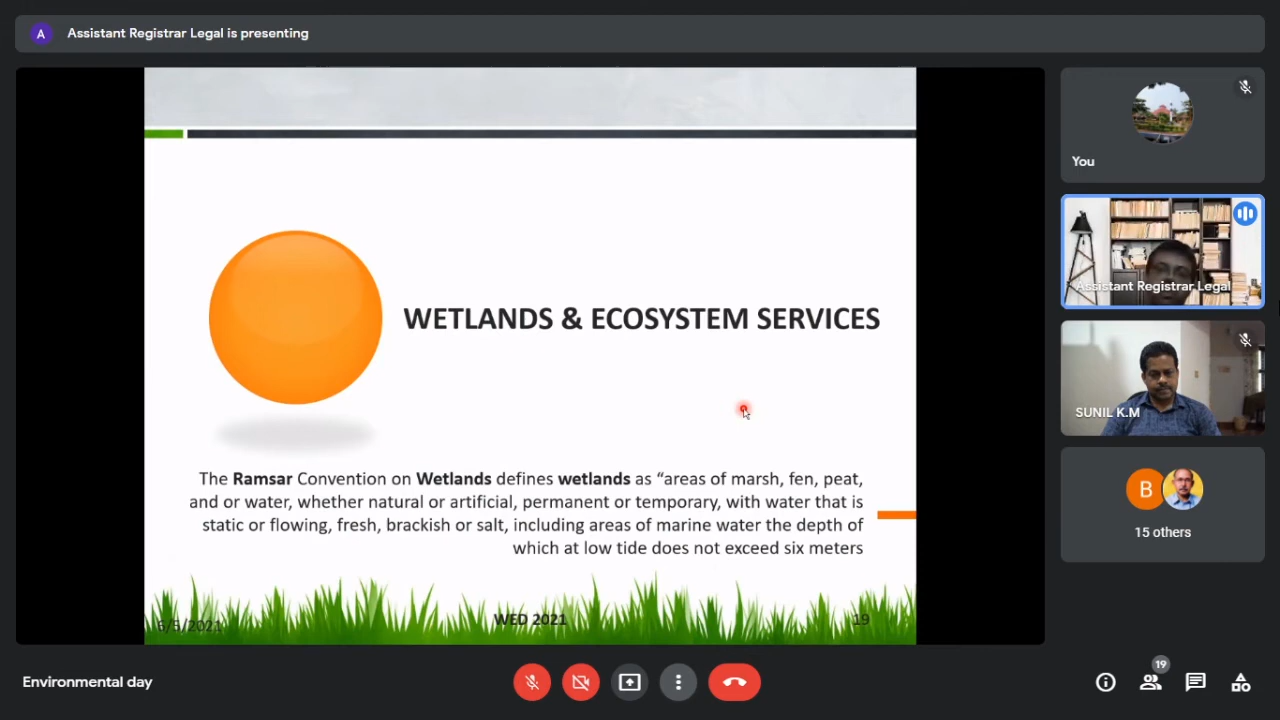 A
Assistant Registrar Legal is presenting
You
WETLANDS & ECOSYSTEM SERVICES
Assistant Registrar Legal
SUNIL K.M
The Ramsar Convention on Wetlands defines wetlands as “areas of marsh, fen, peat,
and or water, whether natural or artificial, permanent or temporary, with water that is
static or flowing, fresh, brackish or salt, including areas of marine water the depth of
which at low tide does not exceed six meters
B
15 others
6/5/2021
WED 2021
19
Environmental day
19